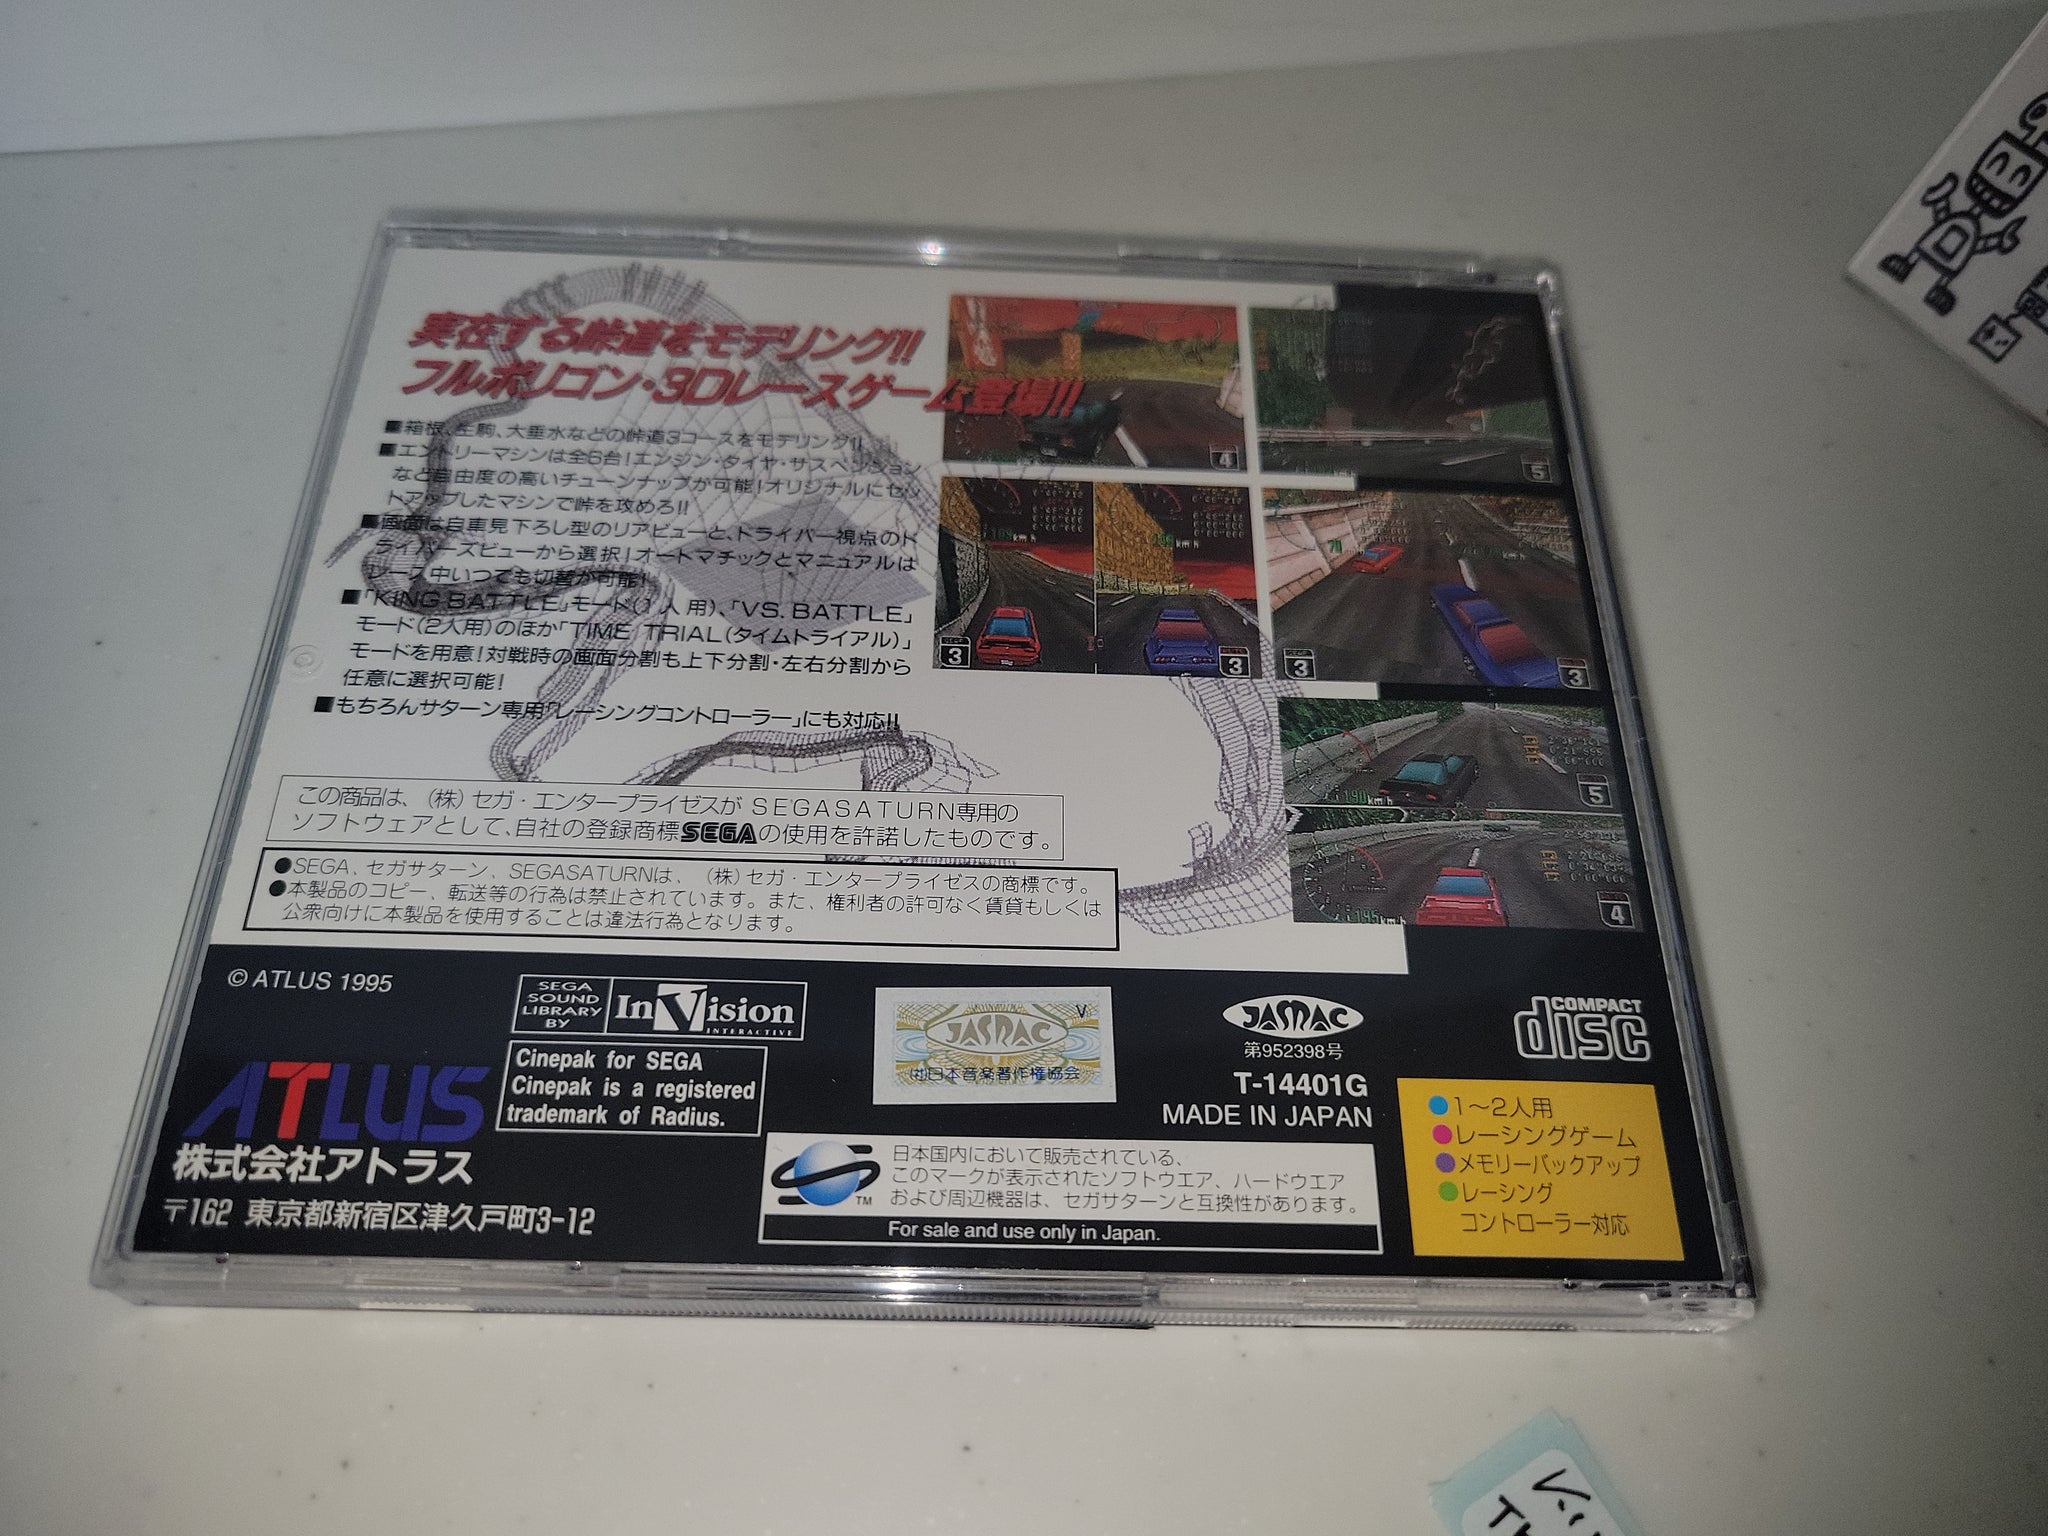 実在する峠道をモデリング!!
フルポリゴン・3Dレースゲーム登場!!
■箱根、生駒、大垂水などの峠道3コースをモデリング!!
■エントリーマシンは全8台!エンジン・タイヤ・サスペンション
など自由度の高いチューンナップが可能!オリジナルにセッ
トアップしたマシンで峠を攻めろ!!
■画面は自車見下ろし型のリアビューと、ドライバー視点のド
ライバーズビューから選択!オートマチックとマニュアルは
レース中いつでも切替が可能!
■「KING BATTLE」モード(1人用)、「VS. BATTLE」
モード(2人用)のほか「TIME TRIAL(タイムトライアル)」
モードを用意!対戦時の画面分割も上下分割・左右分割から
任意に選択可能!
■もちろんサターン専用「レーシングコントローラー」にも対応!!
この商品は、(株)セガ・エンタープライゼスがSEGASATURN専用の
ソフトウェアとして、自社の登録商標SEGAの使用を許諾したものです。
●SEGA、セガサターン、SEGASATURNは、(株)セガ・エンタープライゼスの商標です。
●本製品のコピー、転送等の行為は禁止されています。また、権利者の許可なく賃貸もしくは
公衆向けに本製品を使用することは違法行為となります。
4
5
3
3
3
3
190km/h
5
195km/h
4
© ATLUS 1995
SEGA
SOUND
LIBRARY
BY
InVision
INTERACTIVE
Cinepak for SEGA
Cinepak is a registered
trademark of Radius.
ATLUS
株式会社アトラス
〒162 東京都新宿区津久戸町3-12
JASRAC
V
(社)日本音楽著作権協会
JASRAC
第952398号
T-14401G
MADE IN JAPAN
COMPACT
disc
日本国内において販売されている、
このマークが表示されたソフトウエア、ハードウエア
および周辺機器は、セガサターンと互換性があります。
TM
For sale and use only in Japan.
●1～2人用
●レーシングゲーム
●メモリーバックアップ
●レーシング
コントローラー対応